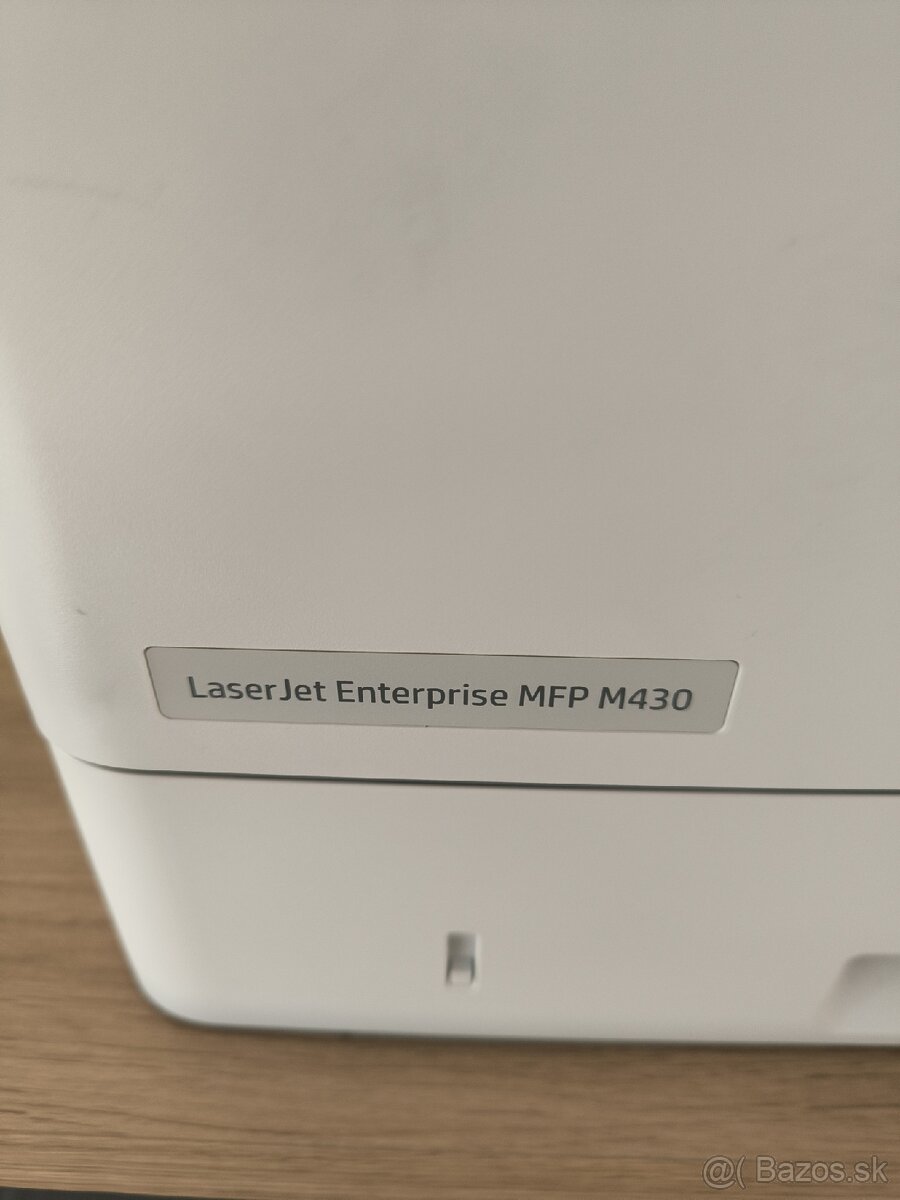 LaserJet Enterprise MFP M430
@( Bazos.sk